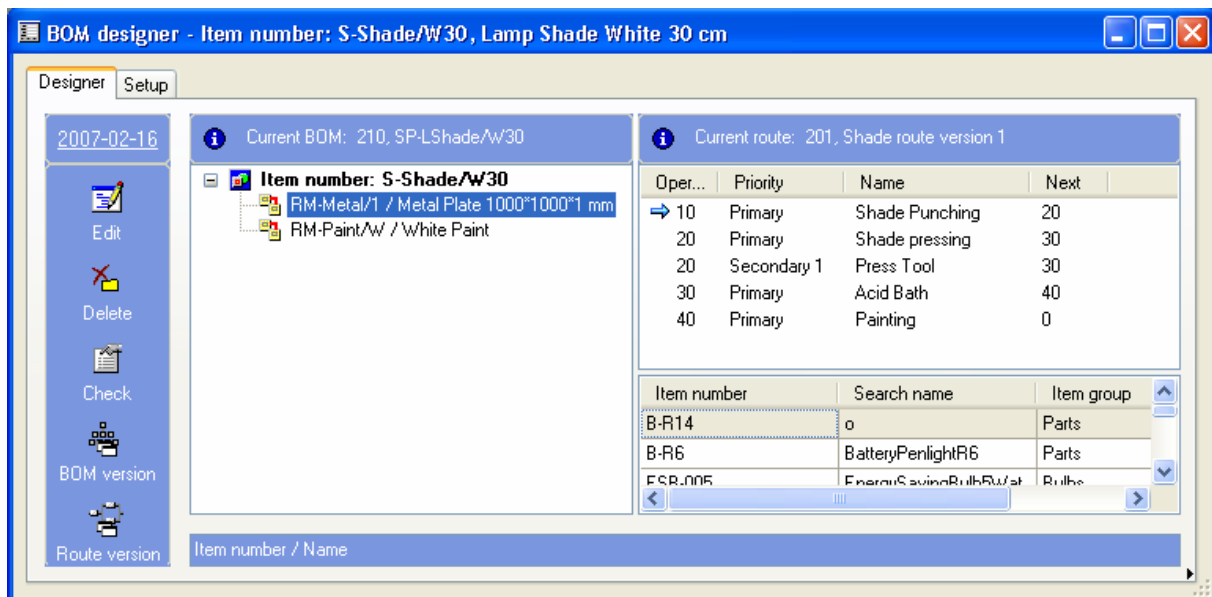 BOM designer - Item number: S-Shade/W30, Lamp Shade White 30 cm
Designer Setup
2007-02-16
Edit
Delete
Check
BOM version
Route version
Current BOM: 210, SP-LShade/W30
Item number: S-Shade/W30
RM-Metal/1 / Metal Plate 1000*1000*1 mm
RM-Paint/W / White Paint
Current route: 201, Shade route version 1
Oper... Priority Name Next
10 Primary Shade Punching 20
20 Primary Shade pressing 30
20 Secondary 1 Press Tool 30
30 Primary Acid Bath 40
40 Primary Painting 0
Item number Search name Item group
B-R14 o Parts
B-R6 BatteryPenlightR6 Parts
ESB-005 EnergySavingBulb5Wat Bulbs
Item number / Name